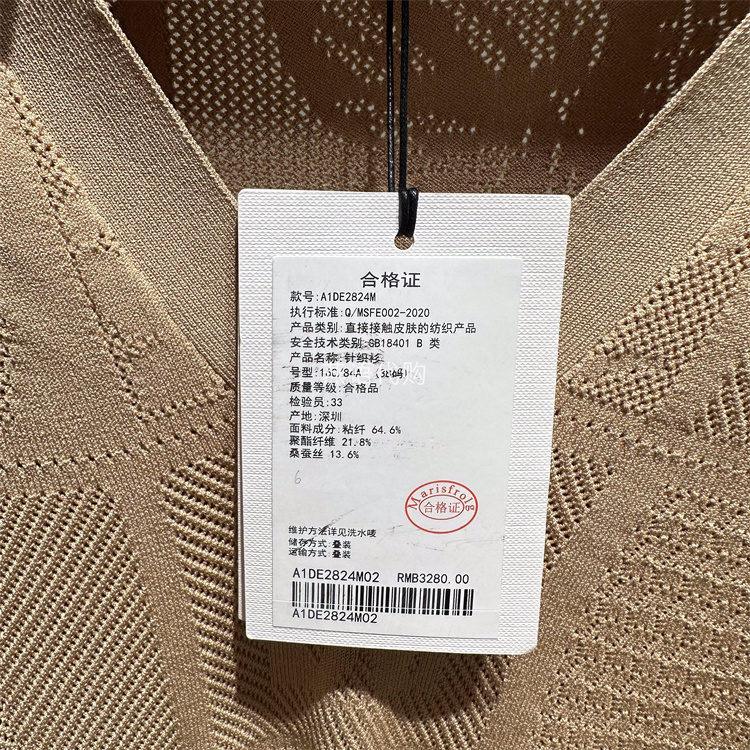 合格证
款号:A1DE2824M
执行标准:Q/MSFE002-2020
产品类别:直接接触皮肤的纺织产品
安全技术类别:GB18401 B 类
产品名称:针织衫
号型:160/84A (38码)
质量等级:合格品
检验员:33
产地:深圳
面料成分:粘纤 64.6%
聚酯纤维 21.8%
桑蚕丝 13.6%
6
Marisfrolg
合格证
维护方法详见洗水唛
储存方式:叠装
运输方式:叠装
A1DE2824M02 RMB3280.00
A1DE2824M02